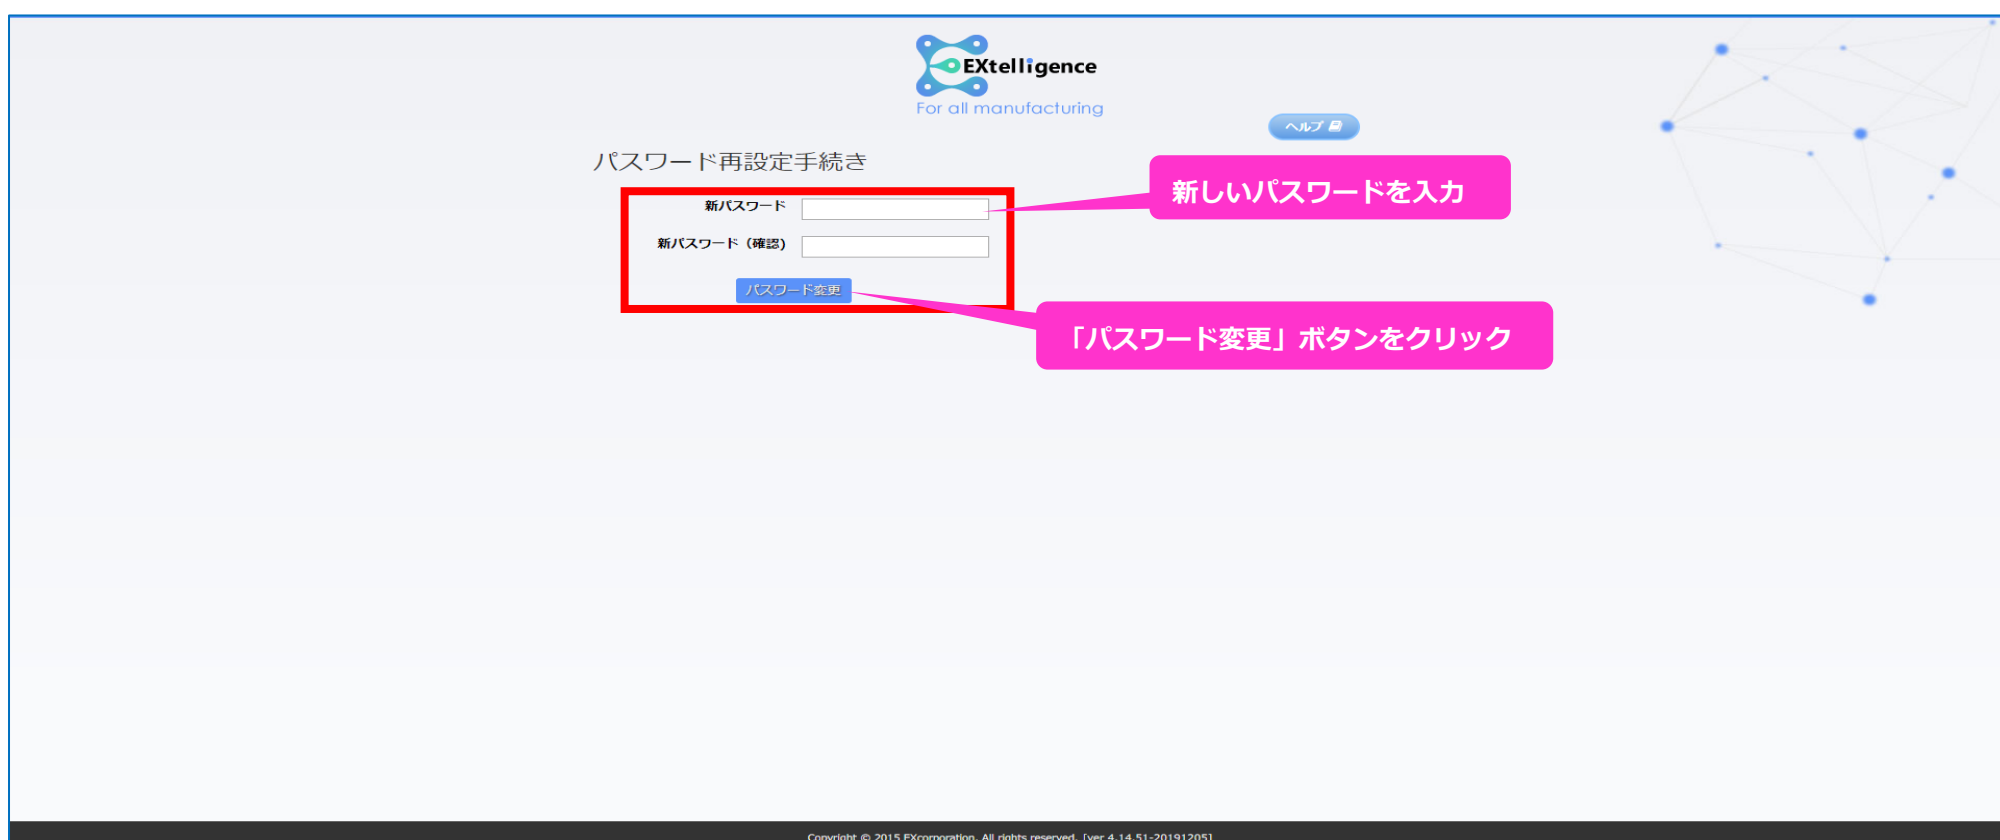 EXtelligence
For all manufacturing
ヘルプ
パスワード再設定手続き
新しいパスワードを入力
新パスワード
新パスワード（確認)
パスワード変更
「パスワード変更」ボタンをクリック
Copyright © 2015 EXcorporation. All rights reserved. [ver 4.14.51-20191205]